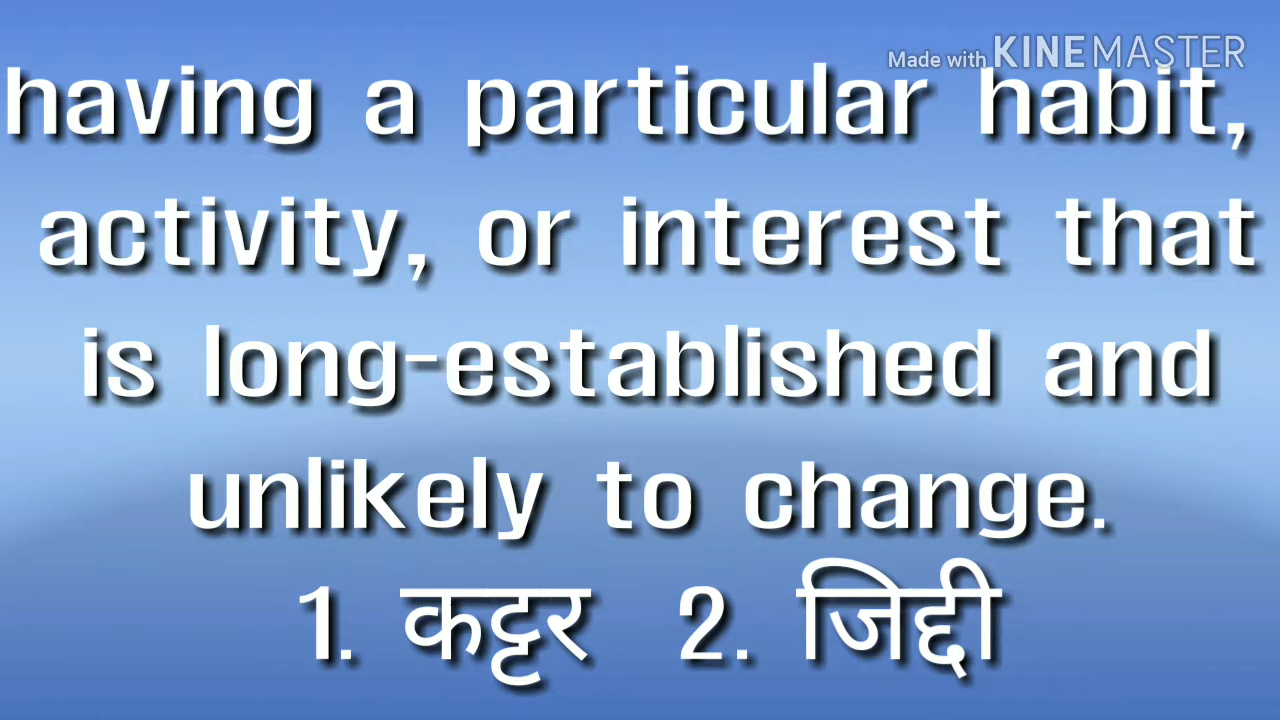 Made with KINEMASTER
having a particular habit,
activity, or interest that
is long-established and
unlikely to change.
1. कट्टर 2. जिद्दी